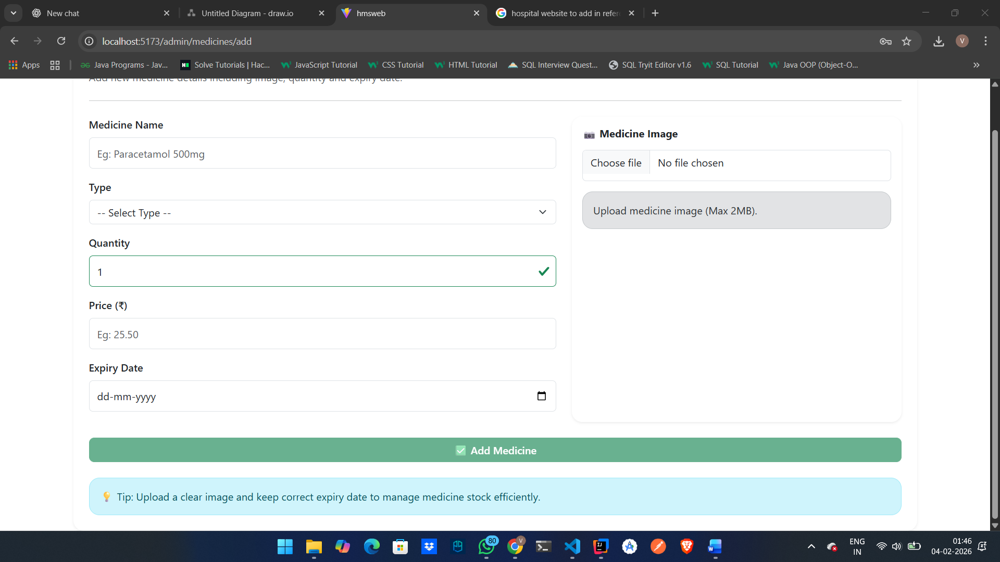 New chat
Untitled Diagram - draw.io
hmsweb
hospital website to add in refer
localhost:5173/admin/medicines/add
V
Apps
Java Programs - Jav...
Solve Tutorials | Hac...
JavaScript Tutorial
CSS Tutorial
HTML Tutorial
SQL Interview Quest...
SQL Tryit Editor v1.6
SQL Tutorial
Java OOP (Object-O...
Add new medicine details including image, quantity and expiry date.
Medicine Name
Eg: Paracetamol 500mg
Type
-- Select Type --
Quantity
1
Price (₹)
Eg: 25.50
Expiry Date
dd-mm-yyyy
Medicine Image
Choose file
No file chosen
Upload medicine image (Max 2MB).
Add Medicine
Tip: Upload a clear image and keep correct expiry date to manage medicine stock efficiently.
80
V
ENG
IN
01:46
04-02-2026